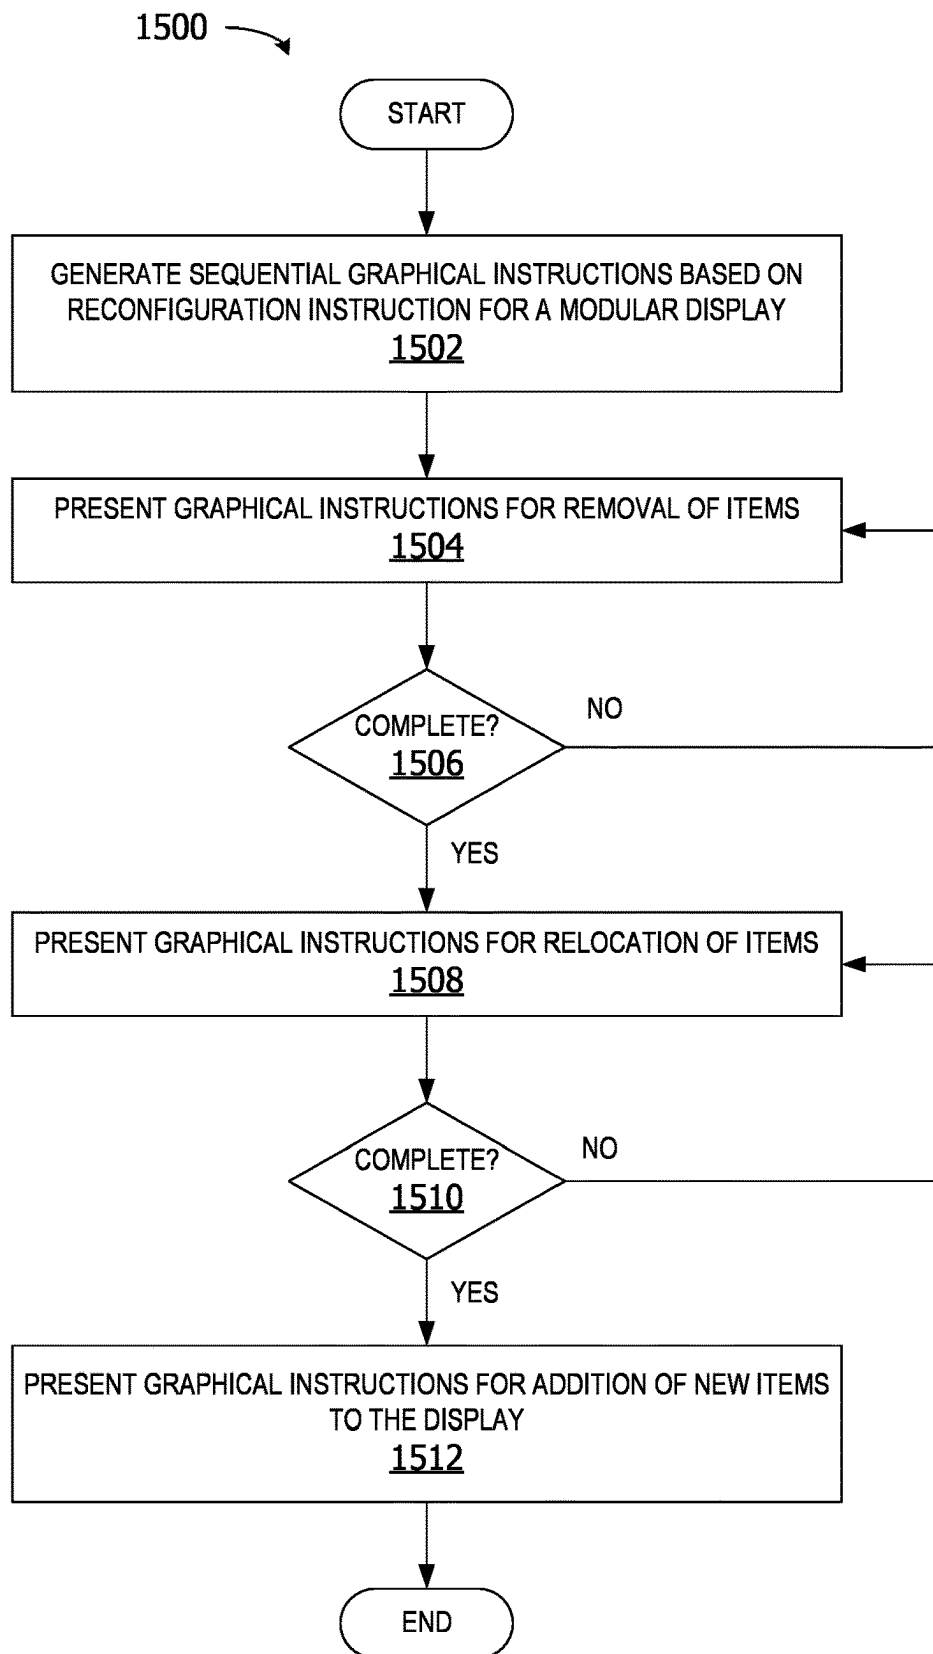 1500
START
GENERATE SEQUENTIAL GRAPHICAL INSTRUCTIONS BASED ON
RECONFIGURATION INSTRUCTION FOR A MODULAR DISPLAY
1502
PRESENT GRAPHICAL INSTRUCTIONS FOR REMOVAL OF ITEMS
1504
COMPLETE?
1506
NO
YES
PRESENT GRAPHICAL INSTRUCTIONS FOR RELOCATION OF ITEMS
1508
COMPLETE?
1510
NO
YES
PRESENT GRAPHICAL INSTRUCTIONS FOR ADDITION OF NEW ITEMS
TO THE DISPLAY
1512
END